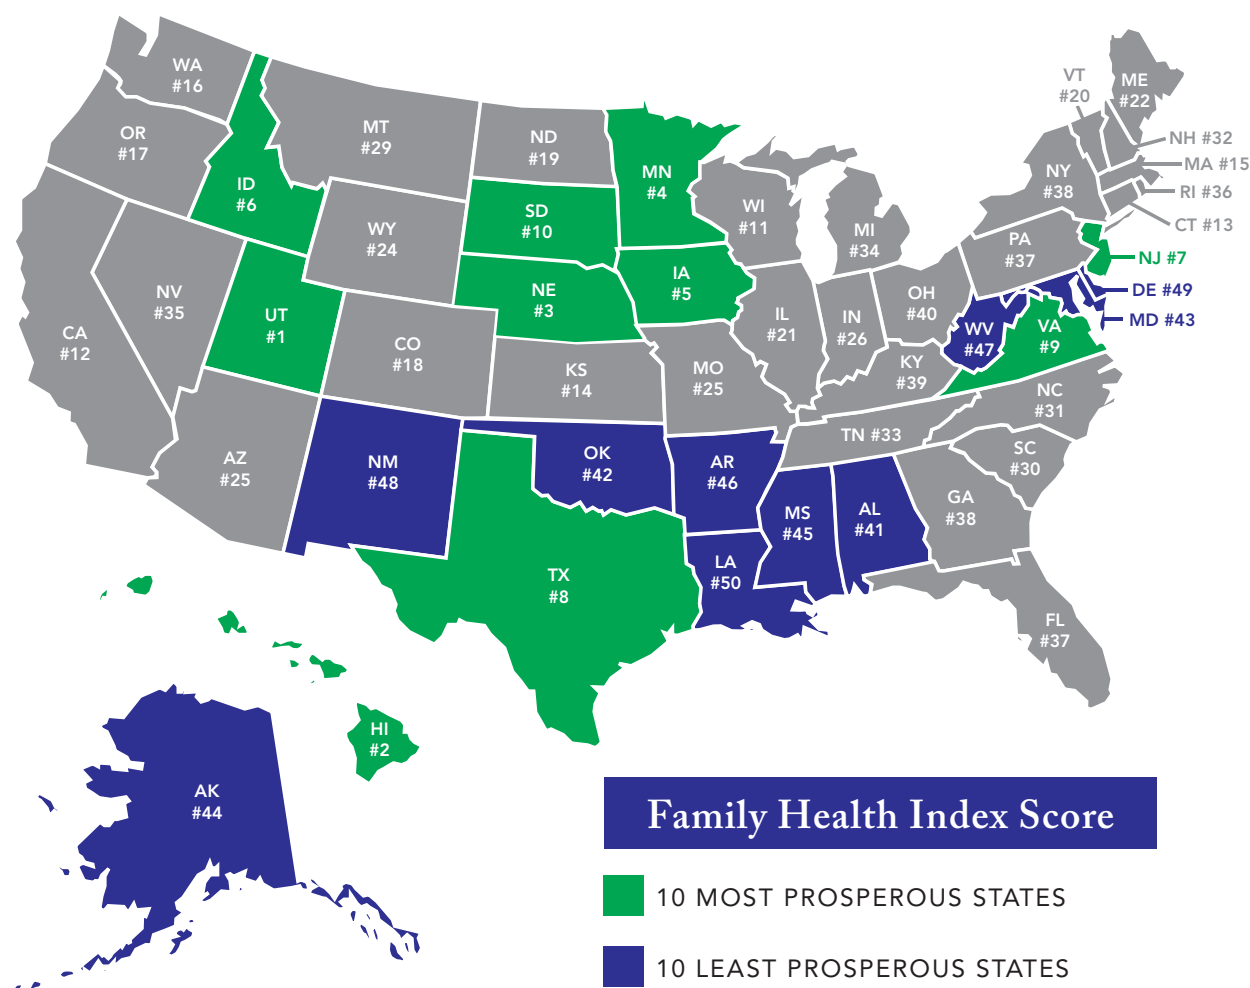 WA
#16
OR
#17
ID
#6
MT
#29
ND
#19
MN
#4
SD
#10
WY
#24
WI
#11
MI
#34
VT
#20
ME
#22
NH #32
MA #15
RI #36
CT #13
NY
#38
PA
#37
NJ #7
DE #49
MD #43
NV
#35
CA
#12
UT
#1
CO
#18
NE
#3
IA
#5
KS
#14
MO
#25
IL
#21
IN
#26
OH
#40
WV
#47
VA
#9
KY
#39
NC
#31
TN #33
SC
#30
AZ
#25
NM
#48
OK
#42
AR
#46
MS
#45
AL
#41
GA
#38
LA
#50
TX
#8
FL
#37
HI
#2
AK
#44
Family Health Index Score
10 MOST PROSPEROUS STATES
10 LEAST PROSPEROUS STATES